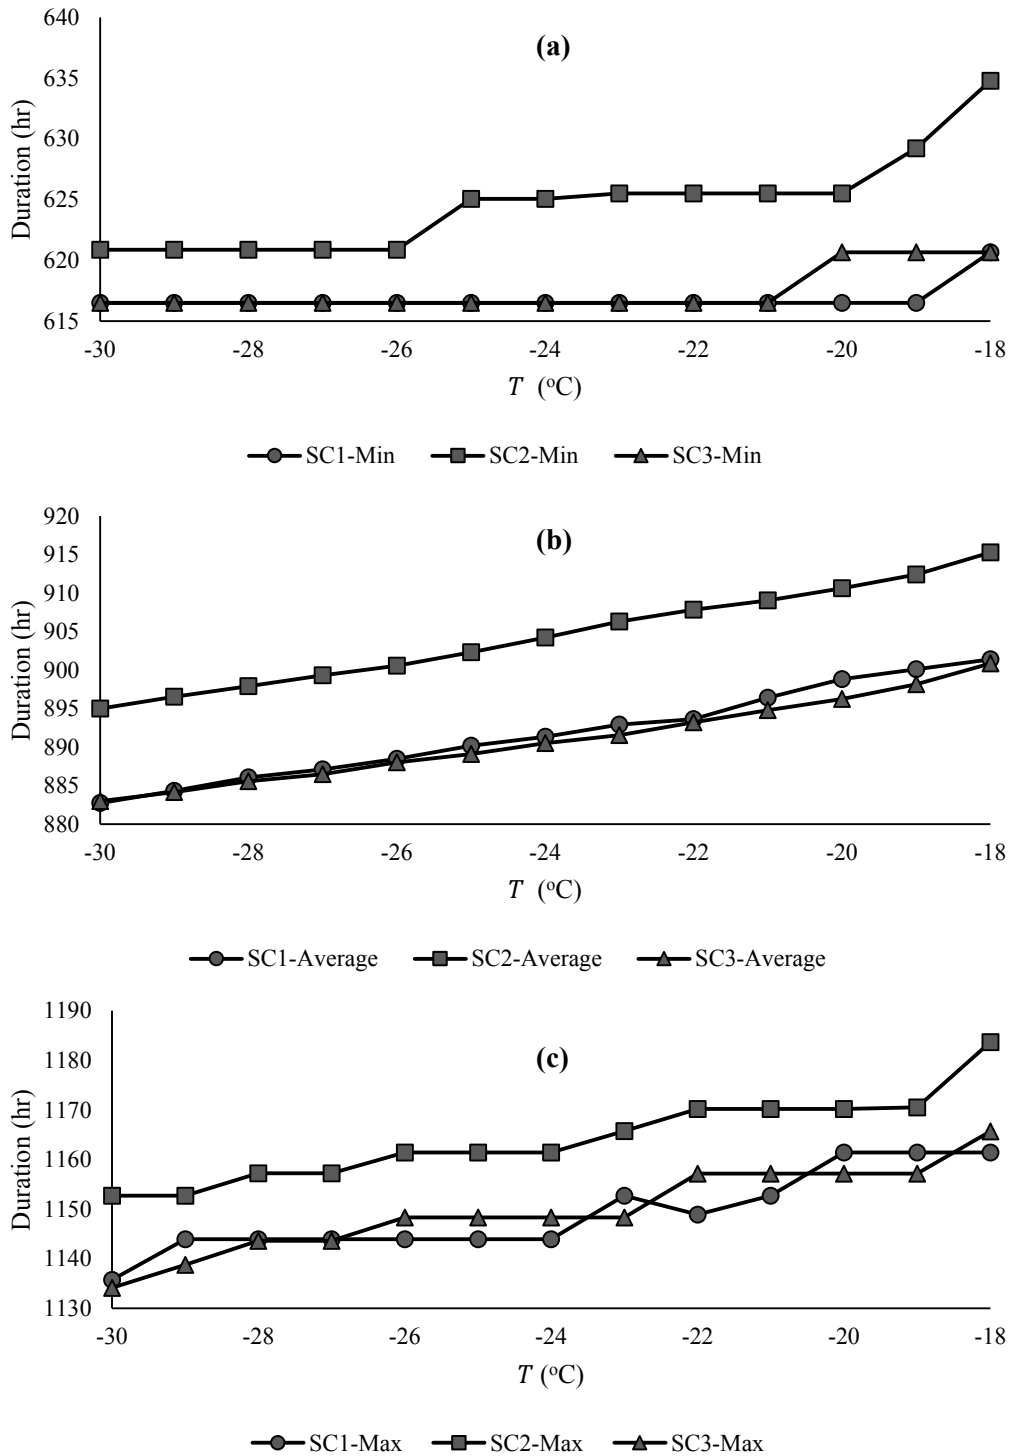 (a)
Duration (hr)
640
635
630
625
620
615
-30 -28 -26 -24 -22 -20 -18
T (°C)
SC1-Min SC2-Min SC3-Min
(b)
Duration (hr)
920
915
910
905
900
895
890
885
880
-30 -28 -26 -24 -22 -20 -18
T (°C)
SC1-Average SC2-Average SC3-Average
(c)
Duration (hr)
1190
1180
1170
1160
1150
1140
1130
-30 -28 -26 -24 -22 -20 -18
T (°C)
SC1-Max SC2-Max SC3-Max